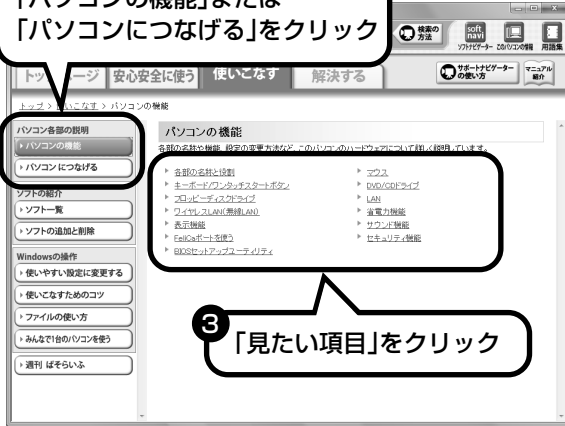 「パソコンの機能」または
「パソコンにつなげる」をクリック
検索の方法
soft navi
ソフトナビゲーター
このパソコンの情報
用語集
安心安全に使う
使いこなす
解決する
サポートナビゲーターの使い方
マニュアル紹介
トップ > 使いこなす > パソコンの機能
パソコン各部の説明
パソコンの機能
パソコンにつなげる
ソフトの紹介
ソフト一覧
ソフトの追加と削除
Windowsの操作
使いやすい設定に変更する
使いこなすためのコツ
ファイルの使い方
みんなで1台のパソコンを使う
週刊 ぱそらいふ
パソコンの機能
各部の名称や機能、設定の変更方法など、このパソコンのハードウェアについて詳しく説明しています。
各部の名称と役割
キーボード/ワンタッチスタートボタン
フロッピーディスクドライブ
ワイヤレスLAN(無線LAN)
表示機能
FeliCaポートを使う
BIOSセットアップユーティリティ
マウス
DVD/CDドライブ
LAN
省電力機能
サウンド機能
セキュリティ機能
3
「見たい項目」をクリック